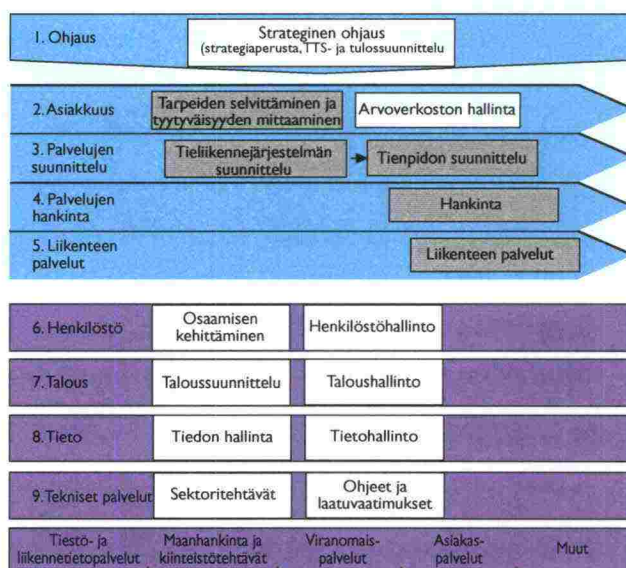 1. Ohjaus
Strateginen ohjaus
(strategiaperusta, TTS- ja tulossuunnittelu
2. Asiakkuus
Tarpeiden selvittäminen ja
tyytyväisyyden mittaaminen
Arvoverkoston hallinta
3. Palvelujen
suunnittelu
Tieliikennejärjestelmän
suunnittelu
Tienpidon suunnittelu
4. Palvelujen
hankinta
Hankinta
5. Liikenteen
palvelut
Liikenteen palvelut
6. Henkilöstö
Osaamisen
kehittäminen
Henkilöstöhallinto
7. Talous
Taloussuunnittelu
Taloushallinto
8. Tieto
Tiedon hallinta
Tietohallinto
9. Tekniset palvelut
Sektoritehtävät
Ohjeet ja
laatuvaatimukset
Tiestö- ja
liikennetietopalvelut
Maanhankinta ja
kiinteistötehtävät
Viranomais-
palvelut
Asiakas-
palvelut
Muut